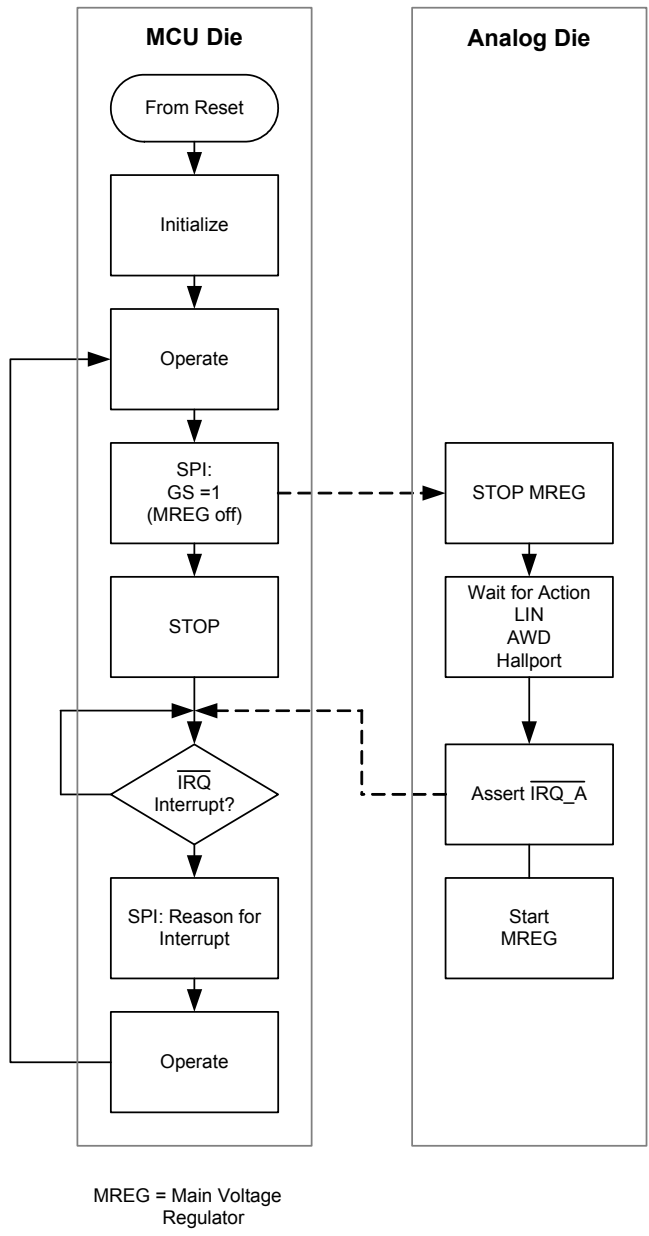 MCU Die
Analog Die
From Reset
Initialize
Operate
SPI:
GS =1
(MREG off)
STOP MREG
STOP
Wait for Action
LIN
AWD
Hallport
IRQ
Interrupt?
Assert IRQ_A
SPI: Reason for
Interrupt
Start
MREG
Operate
MREG = Main Voltage
Regulator